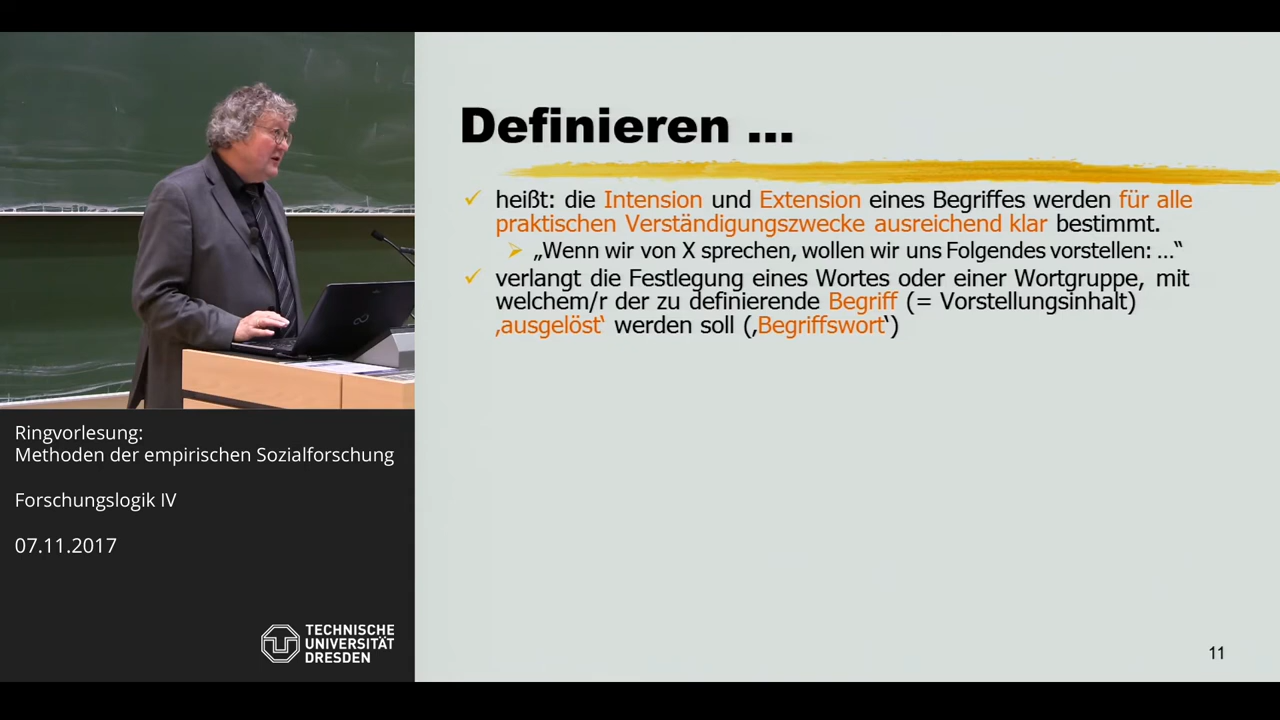 Definieren ...
✓ heißt: die Intension und Extension eines Begriffes werden für alle
praktischen Verständigungszwecke ausreichend klar bestimmt.
➢ „Wenn wir von X sprechen, wollen wir uns Folgendes vorstellen: ...“
✓ verlangt die Festlegung eines Wortes oder einer Wortgruppe, mit
welchem/r der zu definierende Begriff (= Vorstellungsinhalt)
‚ausgelöst‘ werden soll (‚Begriffswort‘)
11
Ringvorlesung:
Methoden der empirischen Sozialforschung
Forschungslogik IV
07.11.2017
TECHNISCHE
UNIVERSITÄT
DRESDEN